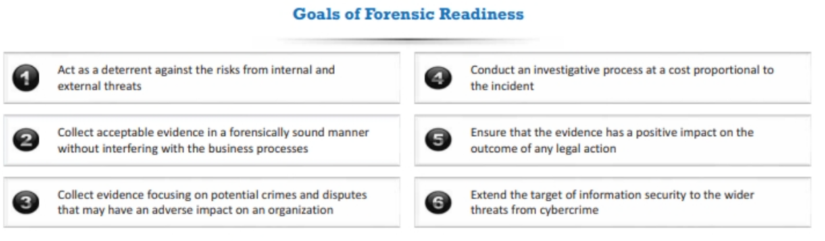 Goals of Forensic Readiness
1
Act as a deterrent against the risks from internal and
external threats
2
Collect acceptable evidence in a forensically sound manner
without interfering with the business processes
3
Collect evidence focusing on potential crimes and disputes
that may have an adverse impact on an organization
4
Conduct an investigative process at a cost proportional to
the incident
5
Ensure that the evidence has a positive impact on the
outcome of any legal action
6
Extend the target of information security to the wider
threats from cybercrime